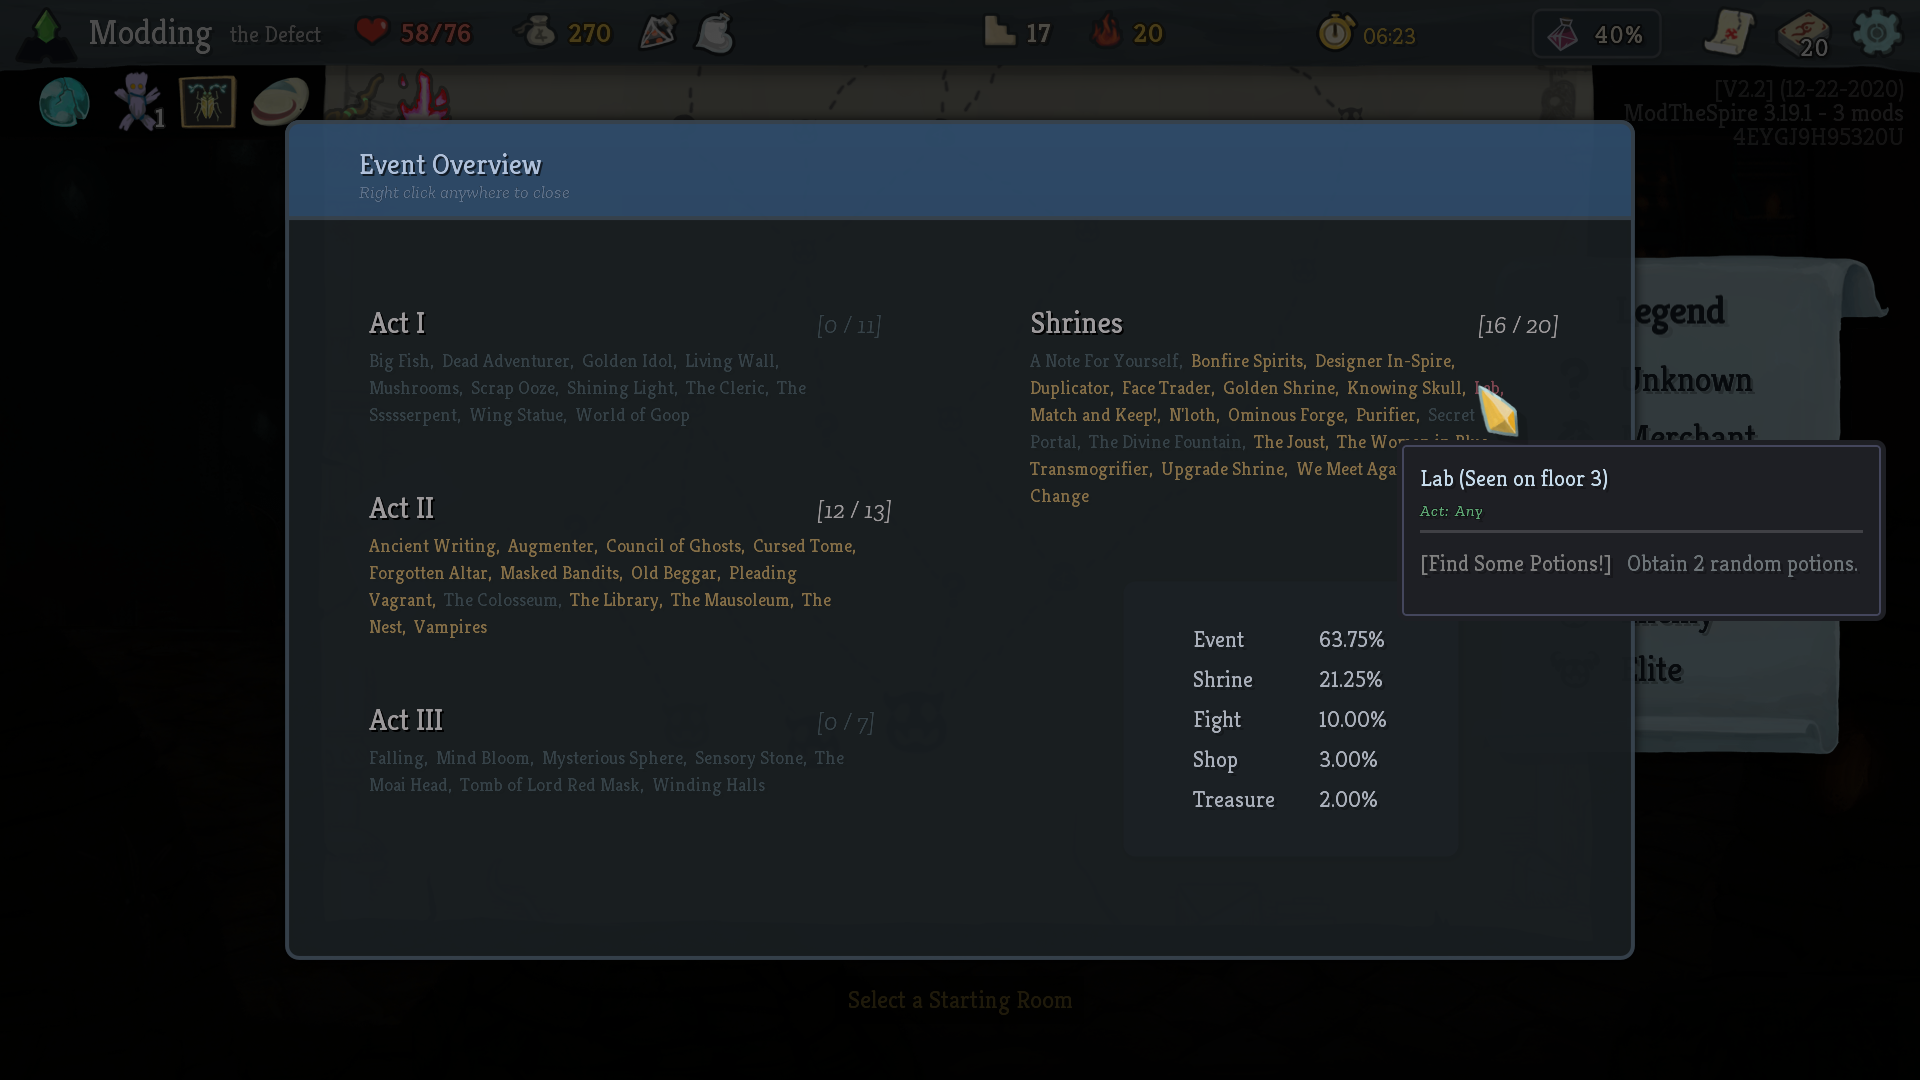 Modding the Defect 58/76 270 17 20 06:23 40% 20
1
[V2.2] (12-22-2020)
ModTheSpire 3.19.1 - 3 mods
4EYGJ9H95320U
Event Overview
Right click anywhere to close
Act I [0 / 11]
Big Fish, Dead Adventurer, Golden Idol, Living Wall,
Mushrooms, Scrap Ooze, Shining Light, The Cleric, The
Ssssserpent, Wing Statue, World of Goop
Act II [12 / 13]
Ancient Writing, Augmenter, Council of Ghosts, Cursed Tome,
Forgotten Altar, Masked Bandits, Old Beggar, Pleading
Vagrant, The Colosseum, The Library, The Mausoleum, The
Nest, Vampires
Act III [0 / 7]
Falling, Mind Bloom, Mysterious Sphere, Sensory Stone, The
Moai Head, Tomb of Lord Red Mask, Winding Halls
Shrines [16 / 20]
A Note For Yourself, Bonfire Spirits, Designer In-Spire,
Duplicator, Face Trader, Golden Shrine, Knowing Skull, Lab,
Match and Keep!, N'loth, Ominous Forge, Purifier, Secret
Portal, The Divine Fountain, The Joust, The Woman in Blue,
Transmogrifier, Upgrade Shrine, We Meet Aga
Change
Lab (Seen on floor 3)
Act: Any
[Find Some Potions!] Obtain 2 random potions.
Event 63.75%
Shrine 21.25%
Fight 10.00%
Shop 3.00%
Treasure 2.00%
egend
Unknown
Merchant
Elite
Select a Starting Room